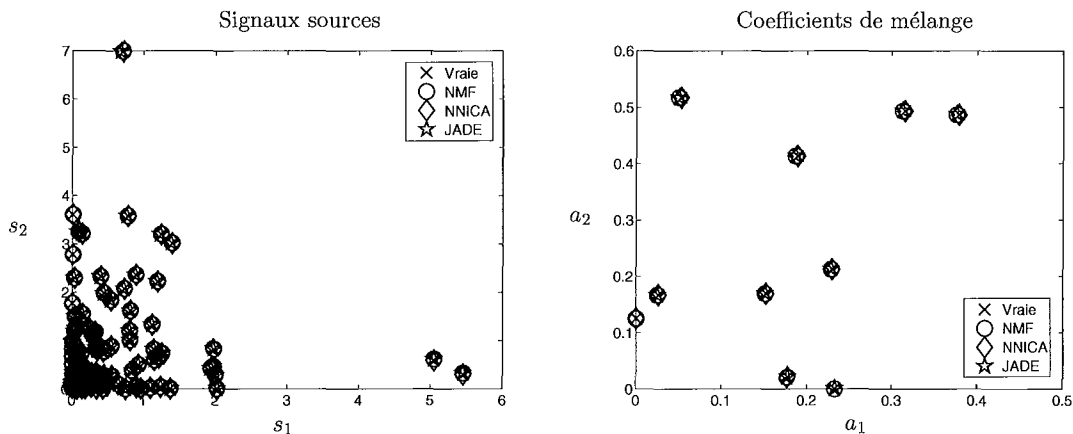 Signaux sources
7
6
5
4
3
2
1
0
0
1
2
3
4
5
6
s₂
s₁
Vraie
NMF
NNICA
JADE
Coefficients de mélange
0.6
0.5
0.4
0.3
0.2
0.1
0
0
0.1
0.2
0.3
0.4
0.5
a₂
a₁
Vraie
NMF
NNICA
JADE